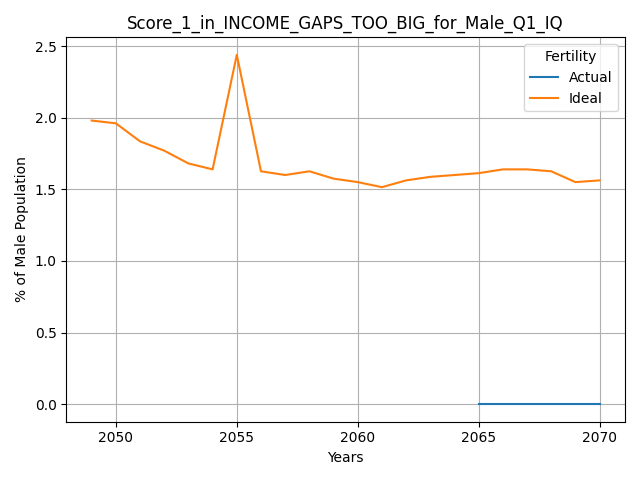 Score_1_in_INCOME_GAPS_TOO_BIG_for_Male_Q1_IQ
Fertility
Actual
Ideal
% of Male Population
2.5
2.0
1.5
1.0
0.5
0.0
2050 2055 2060 2065 2070
Years